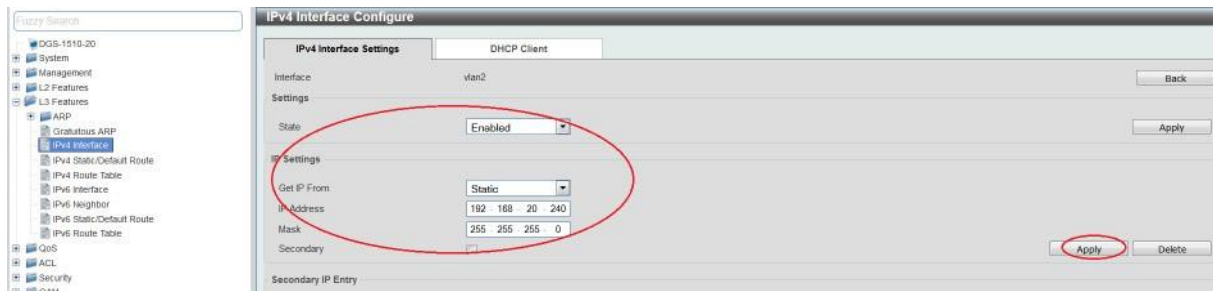 Fuzzy Search
DGS-1510-20
System
Management
L2 Features
L3 Features
ARP
Gratuitous ARP
IPv4 Interface
IPv4 Static/Default Route
IPv4 Route Table
IPv6 Interface
IPv6 Neighbor
IPv6 Static/Default Route
IPv6 Route Table
QoS
ACL
Security
IPv4 Interface Configure
IPv4 Interface Settings DHCP Client
Interface vlan2 Back
Settings
State Enabled Apply
IP Settings
Get IP From Static
IP Address 192 . 168 . 20 . 240
Mask 255 . 255 . 255 . 0
Secondary Apply Delete
Secondary IP Entry